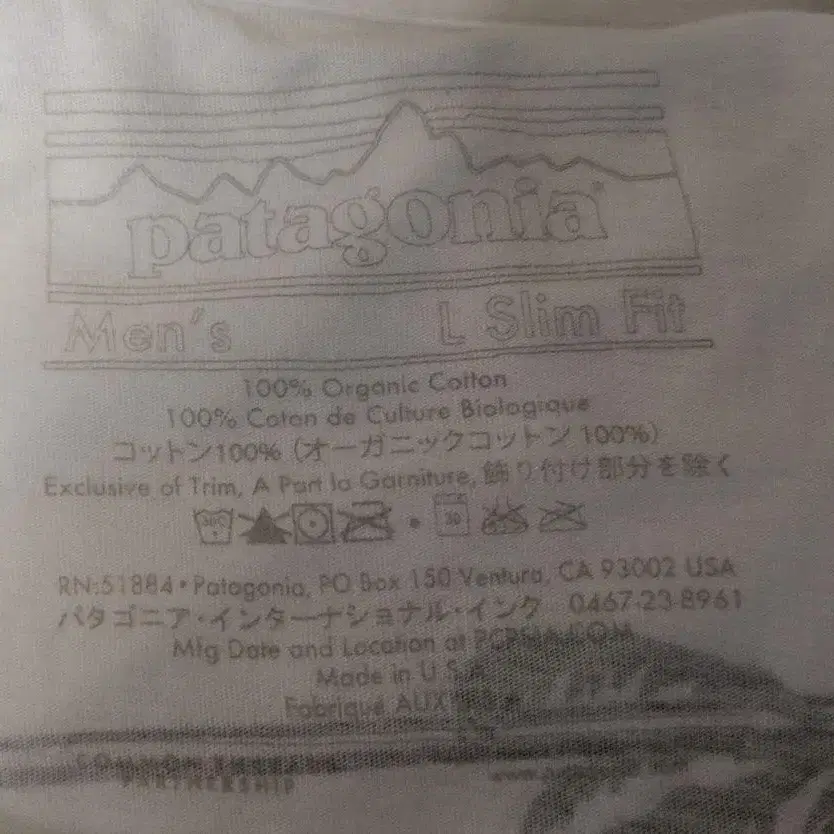 patagonia®
Men's L Slim Fit
100% Organic Cotton
100% Coton de Culture Biologique
コットン100% (オーガニックコットン 100%)
Exclusive of Trim, A Part la Garniture, 飾り付け部分を除く
30C • 30
RN:51884 • Patagonia, PO Box 150 Ventura, CA 93002 USA
パタゴニア・インターナショナル・インク 0467-23-8961
Mfg Date and Location at
Made in U.S.A
Fabriqué AUX
PARTNERSHIP